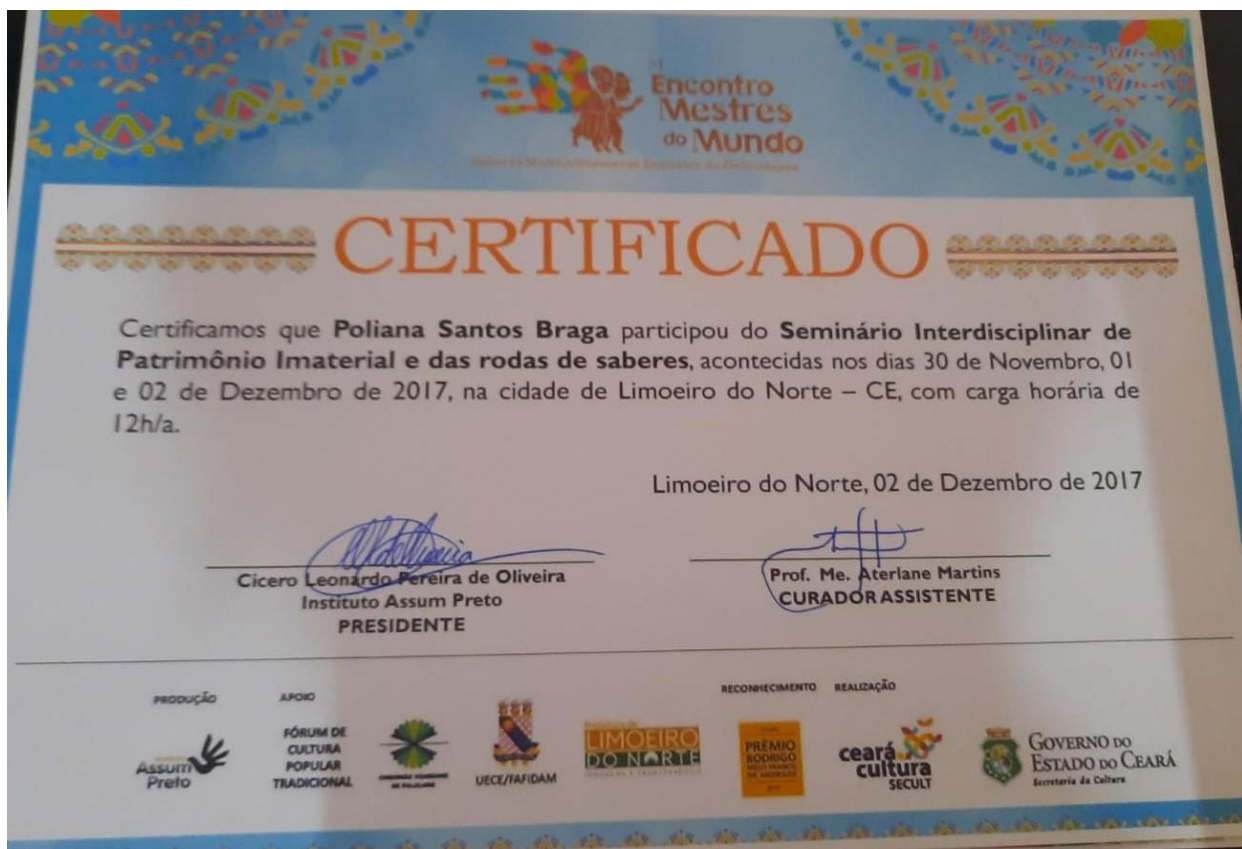 XI
Encontro
Mestres
do Mundo
CERTIFICADO
Certificamos que Poliana Santos Braga participou do Seminário Interdisciplinar de
Patrimônio Imaterial e das rodas de saberes, acontecidas nos dias 30 de Novembro, 01
e 02 de Dezembro de 2017, na cidade de Limoeiro do Norte – CE, com carga horária de
12h/a.
Limoeiro do Norte, 02 de Dezembro de 2017
Cicero Leonardo Pereira de Oliveira
Instituto Assum Preto
PRESIDENTE
Prof. Me. Aterlane Martins
CURADOR ASSISTENTE
PRODUÇÃO
APOIO
RECONHECIMENTO
REALIZAÇÃO
Assum
Preto
FÓRUM DE
CULTURA
POPULAR
TRADICIONAL
UECE/FAFIDAM
LIMOEIRO
DO NORTE
PRÊMIO
RODRIGO
MELO FRANCO
DE ANDRADE
ceará
cultura
SECULT
GOVERNO DO
ESTADO DO CEARÁ
Secretaria da Cultura